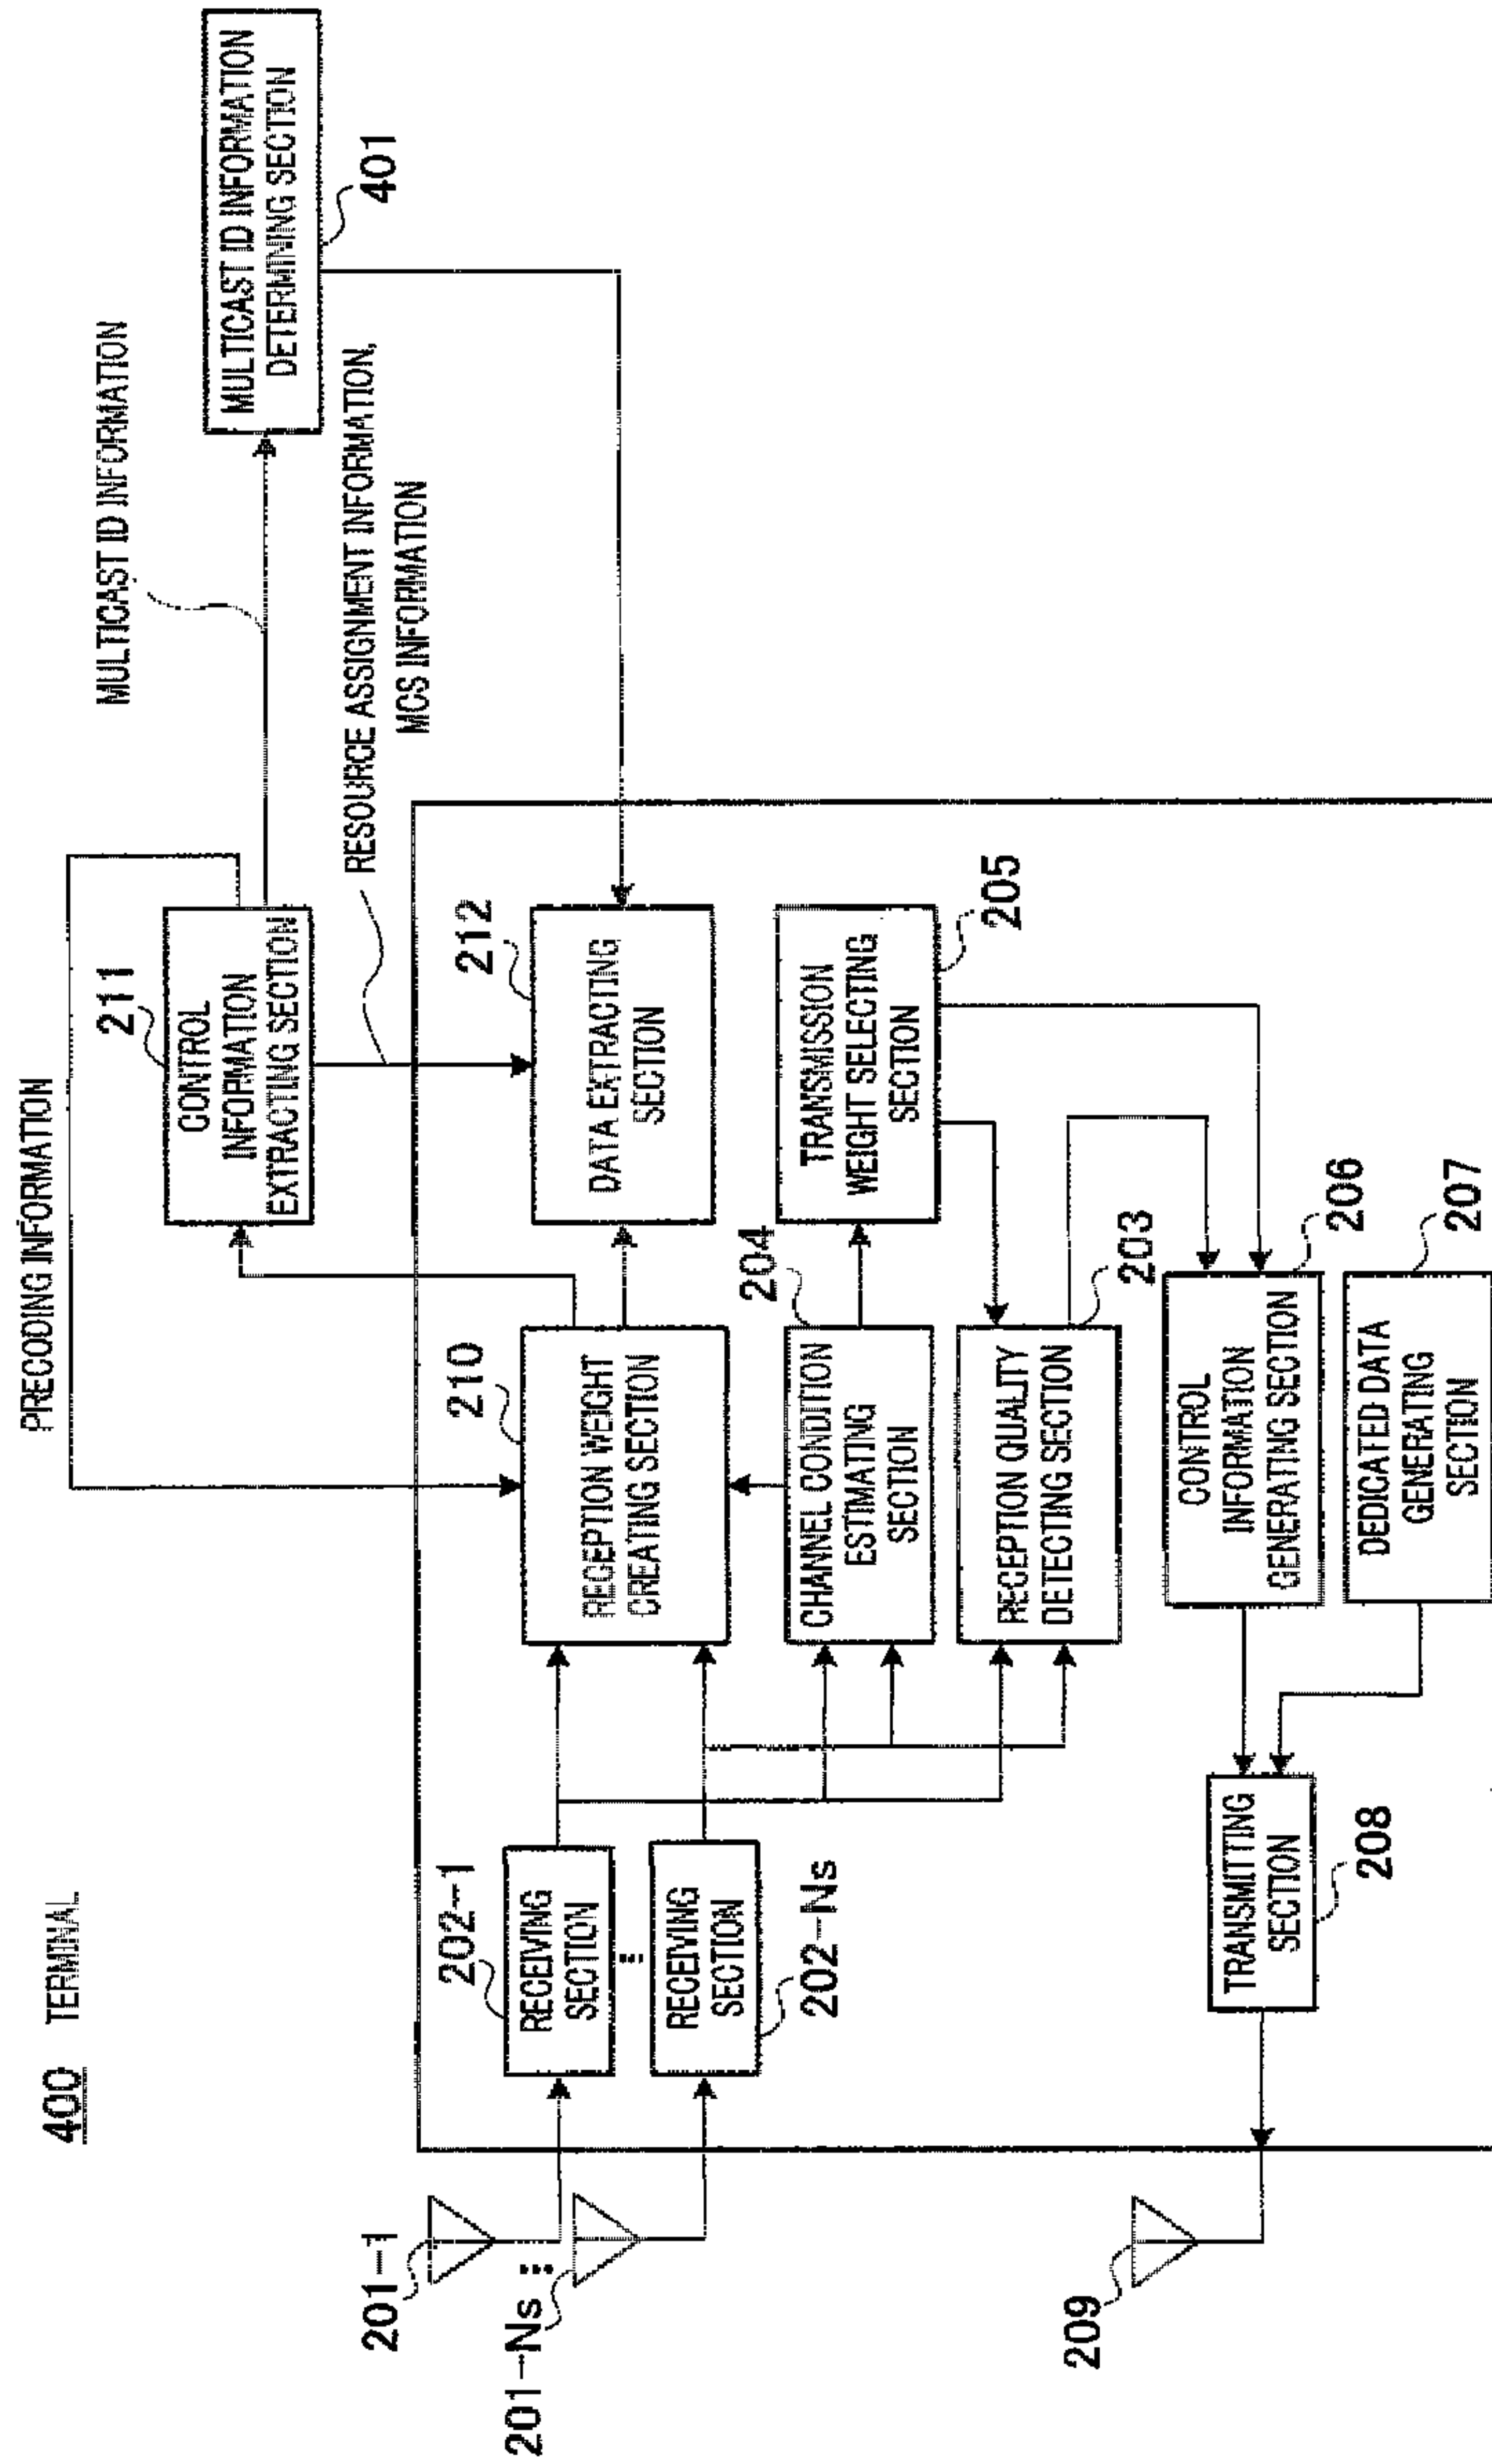 400
TERMINAL
PRECODING INFORMATION
211
CONTROL
INFORMATION
EXTRACTING SECTION
MULTICAST ID INFORMATION
MULTICAST ID INFORMATION
DETERMINING SECTION
401
RESOURCE ASSIGNMENT INFORMATION,
MCS INFORMATION
201-1
201-Ns
202-1
RECEIVING
SECTION
RECEIVING
SECTION
202-Ns
210
RECEPTION WEIGHT
CREATING SECTION
212
DATA EXTRACTING
SECTION
204
CHANNEL CONDITION
ESTIMATING
SECTION
TRANSMISSION
WEIGHT SELECTING
SECTION
205
RECEPTION QUALITY
DETECTING SECTION
203
CONTROL
INFORMATION
GENERATING SECTION
206
DEDICATED DATA
GENERATING
SECTION
207
TRANSMITTING
SECTION
208
209